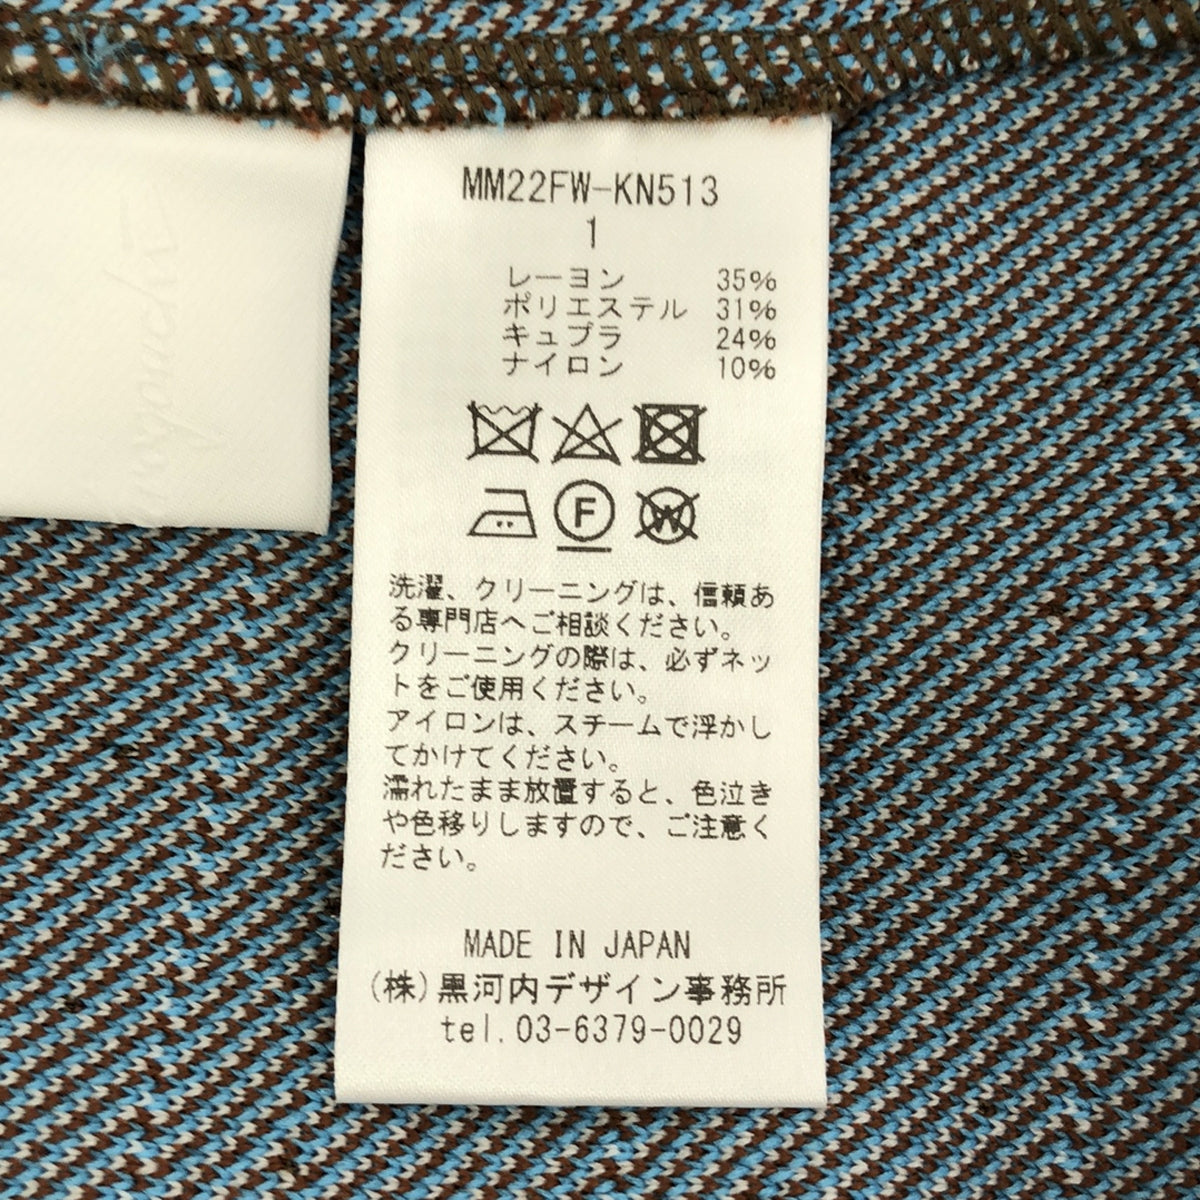 MM22FW-KN513
1
レーヨン 35%
ポリエステル 31%
キュプラ 24%
ナイロン 10%
F
W
洗濯、クリーニングは、信頼あ
る専門店へご相談ください。
クリーニングの際は、必ずネッ
トをご使用ください。
アイロンは、スチームで浮かし
てかけてください。
濡れたまま放置すると、色泣き
や色移りしますので、ご注意く
ださい。
MADE IN JAPAN
(株)黒河内デザイン事務所
tel.03-6379-0029